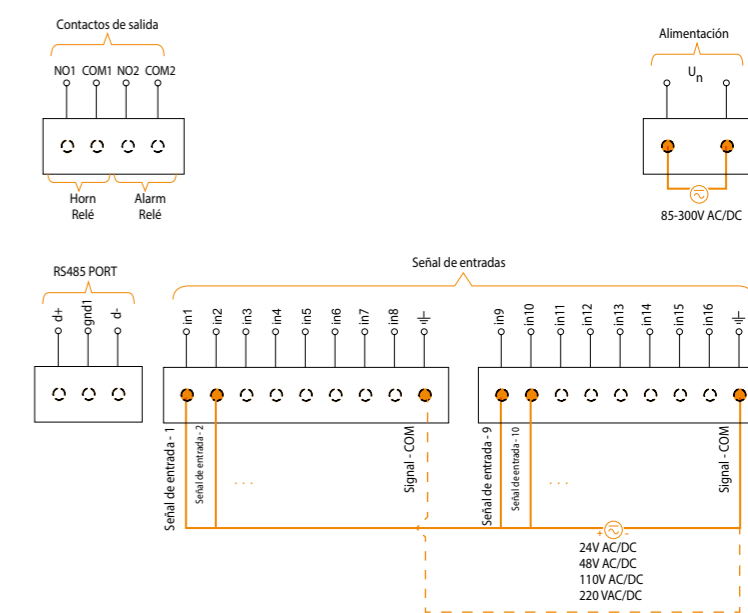 Contactos de salida
NO1 COM1 NO2 COM2
Horn
Relé
Alarm
Relé
Alimentación
Un
85-300V AC/DC
RS485 PORT
d+
gnd1
d-
Señal de entradas
in1
in2
in3
in4
in5
in6
in7
in8
in9
in10
in11
in12
in13
in14
in15
in16
Señal de entrada - 1
Señal de entrada - 2
. . .
Signal - COM
Señal de entrada - 9
Señal de entrada - 10
. . .
Signal - COM
+ -
24V AC/DC
48V AC/DC
110V AC/DC
220 VAC/DC